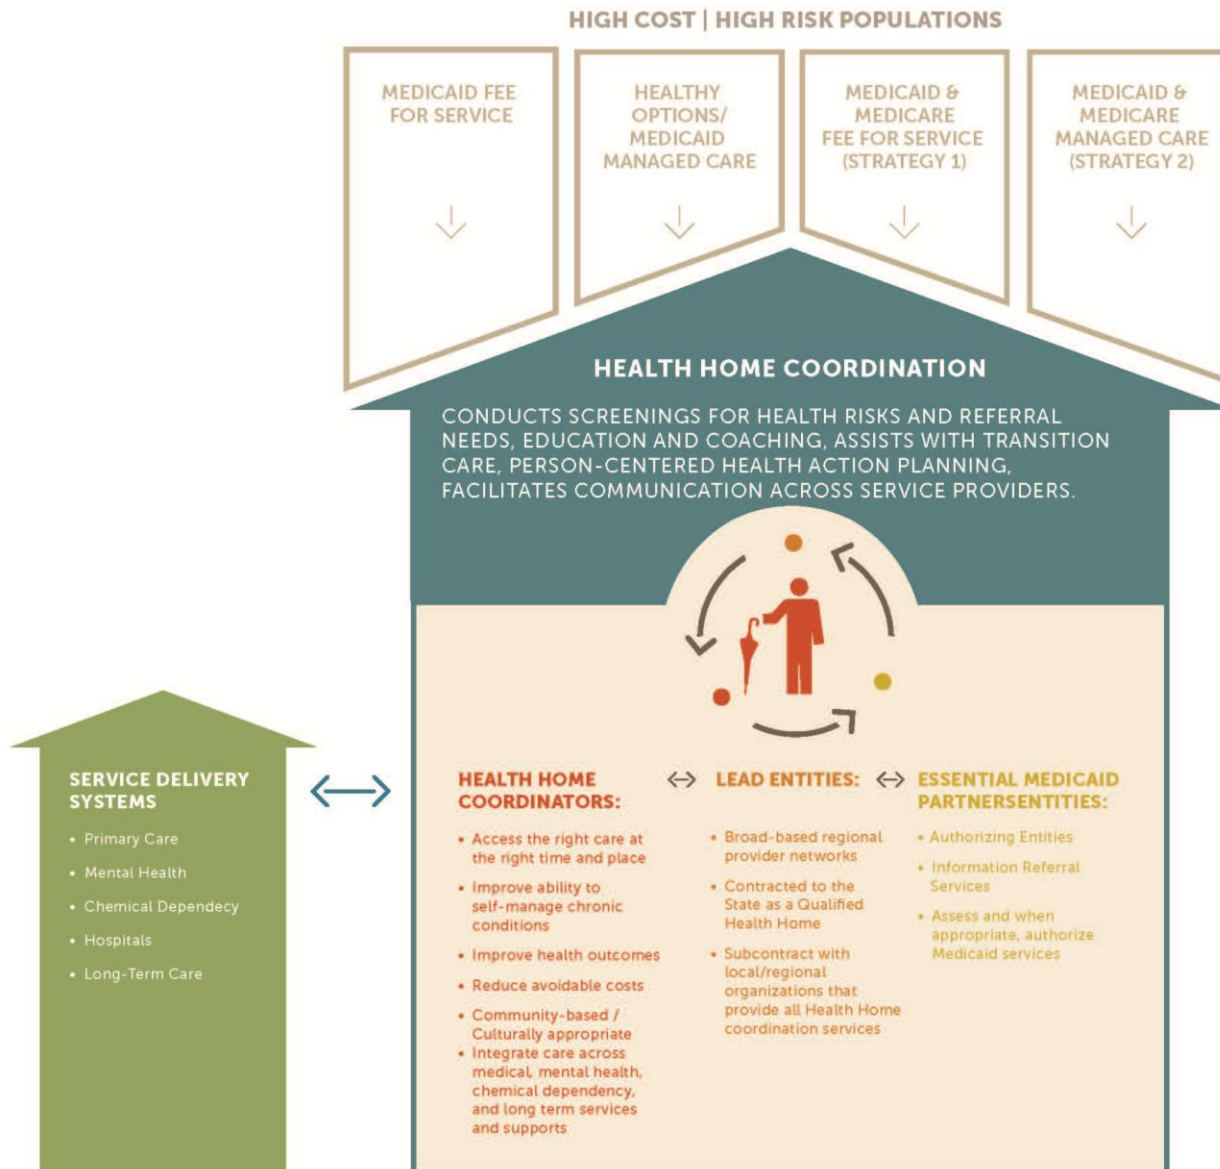 HIGH COST | HIGH RISK POPULATIONS
MEDICAID FEE
FOR SERVICE
HEALTHY
OPTIONS/
MEDICAID
MANAGED CARE
MEDICAID &
MEDICARE
FEE FOR SERVICE
(STRATEGY 1)
MEDICAID &
MEDICARE
MANAGED CARE
(STRATEGY 2)
HEALTH HOME COORDINATION
CONDUCTS SCREENINGS FOR HEALTH RISKS AND REFERRAL
NEEDS, EDUCATION AND COACHING, ASSISTS WITH TRANSITION
CARE, PERSON-CENTERED HEALTH ACTION PLANNING,
FACILITATES COMMUNICATION ACROSS SERVICE PROVIDERS.
SERVICE DELIVERY
SYSTEMS
• Primary Care
• Mental Health
• Chemical Dependecy
• Hospitals
• Long-Term Care
HEALTH HOME
COORDINATORS:
• Access the right care at
the right time and place
• Improve ability to
self-manage chronic
conditions
• Improve health outcomes
• Reduce avoidable costs
• Community-based /
Culturally appropriate
• Integrate care across
medical, mental health,
chemical dependency,
and long term services
and supports
LEAD ENTITIES:
• Broad-based regional
provider networks
• Contracted to the
State as a Qualified
Health Home
• Subcontract with
local/regional
organizations that
provide all Health Home
coordination services
ESSENTIAL MEDICAID
PARTNERSENTITIES:
• Authorizing Entities
• Information Referral
Services
• Assess and when
appropriate, authorize
Medicaid services